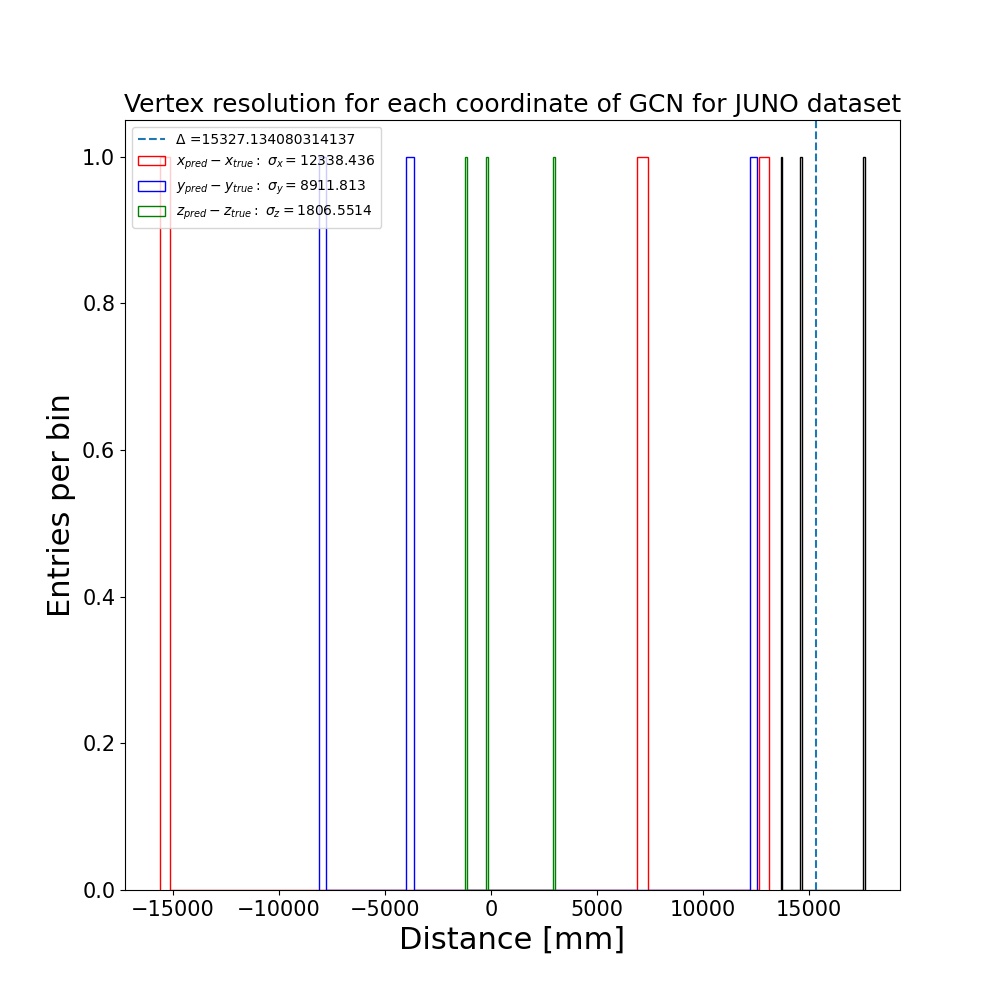 Vertex resolution for each coordinate of GCN for JUNO dataset
Δ =15327.134080314137
x_pred − x_true : σ_x = 12338.436
y_pred − y_true : σ_y = 8911.813
z_pred − z_true : σ_z = 1806.5514
1.0
0.8
0.6
0.4
0.2
0.0
Entries per bin
−15000 −10000 −5000 0 5000 10000 15000
Distance [mm]